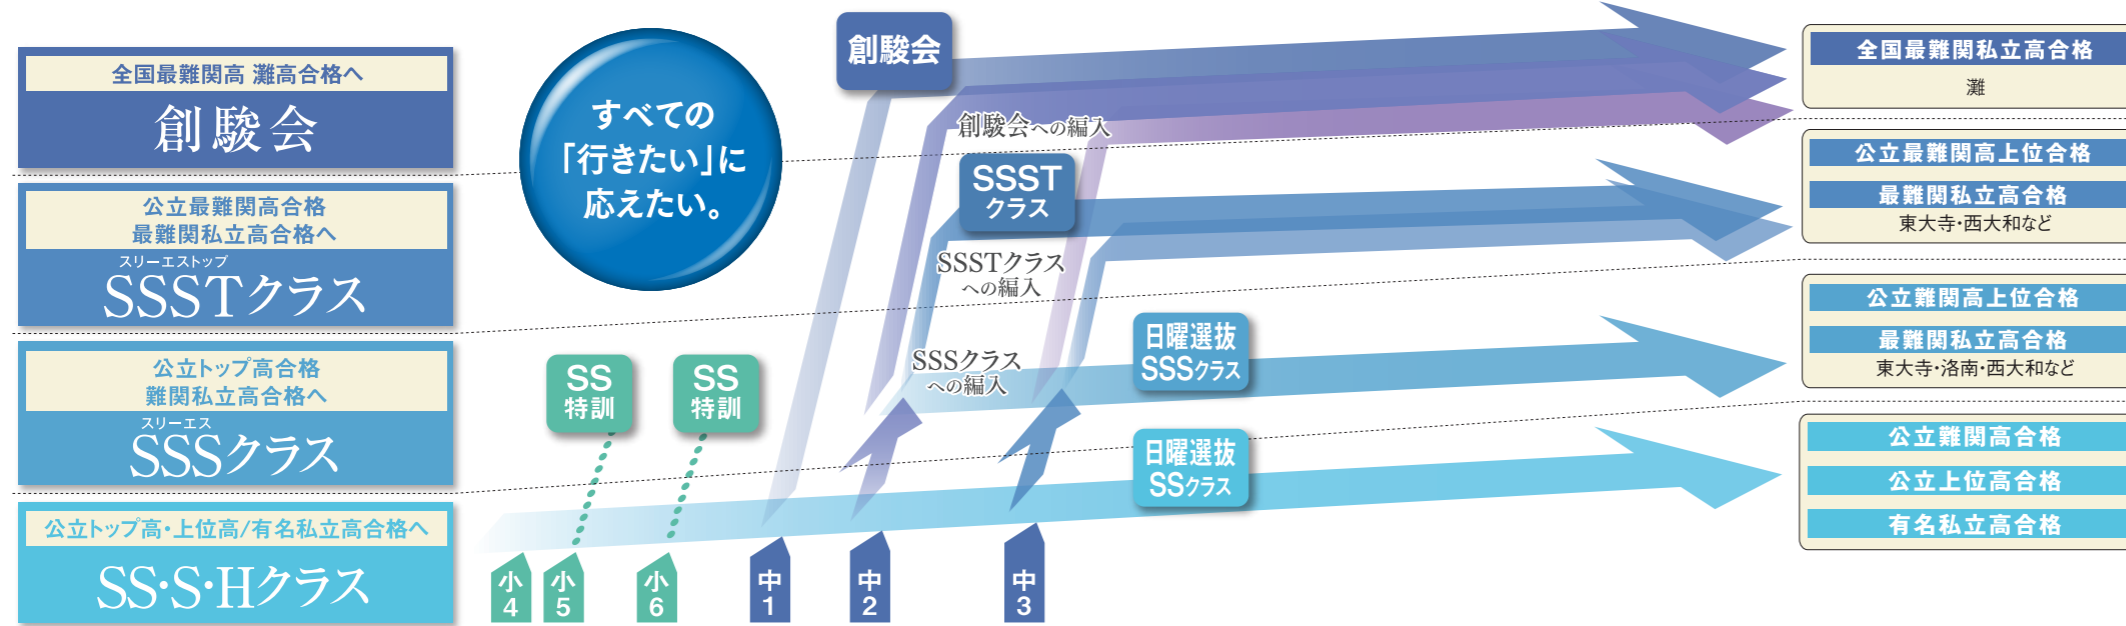 全国最難関高 灘高合格へ
創駿会
公立最難関高合格
最難関私立高合格へ
スリーエストップ
SSSTクラス
公立トップ高合格
難関私立高合格へ
スリーエス
SSSクラス
公立トップ高・上位高/有名私立高合格へ
SS・S・Hクラス
すべての
「行きたい」に
応えたい。
SS
特訓
SS
特訓
小
4
小
5
小
6
中
1
中
2
中
3
創駿会
創駿会への編入
SSST
クラス
SSSTクラス
への編入
SSSクラス
への編入
日曜選抜
SSSクラス
日曜選抜
SSクラス
全国最難関私立高合格
灘
公立最難関高上位合格
最難関私立高合格
東大寺・西大和など
公立難関高上位合格
最難関私立高合格
東大寺・洛南・西大和など
公立難関高合格
公立上位高合格
有名私立高合格